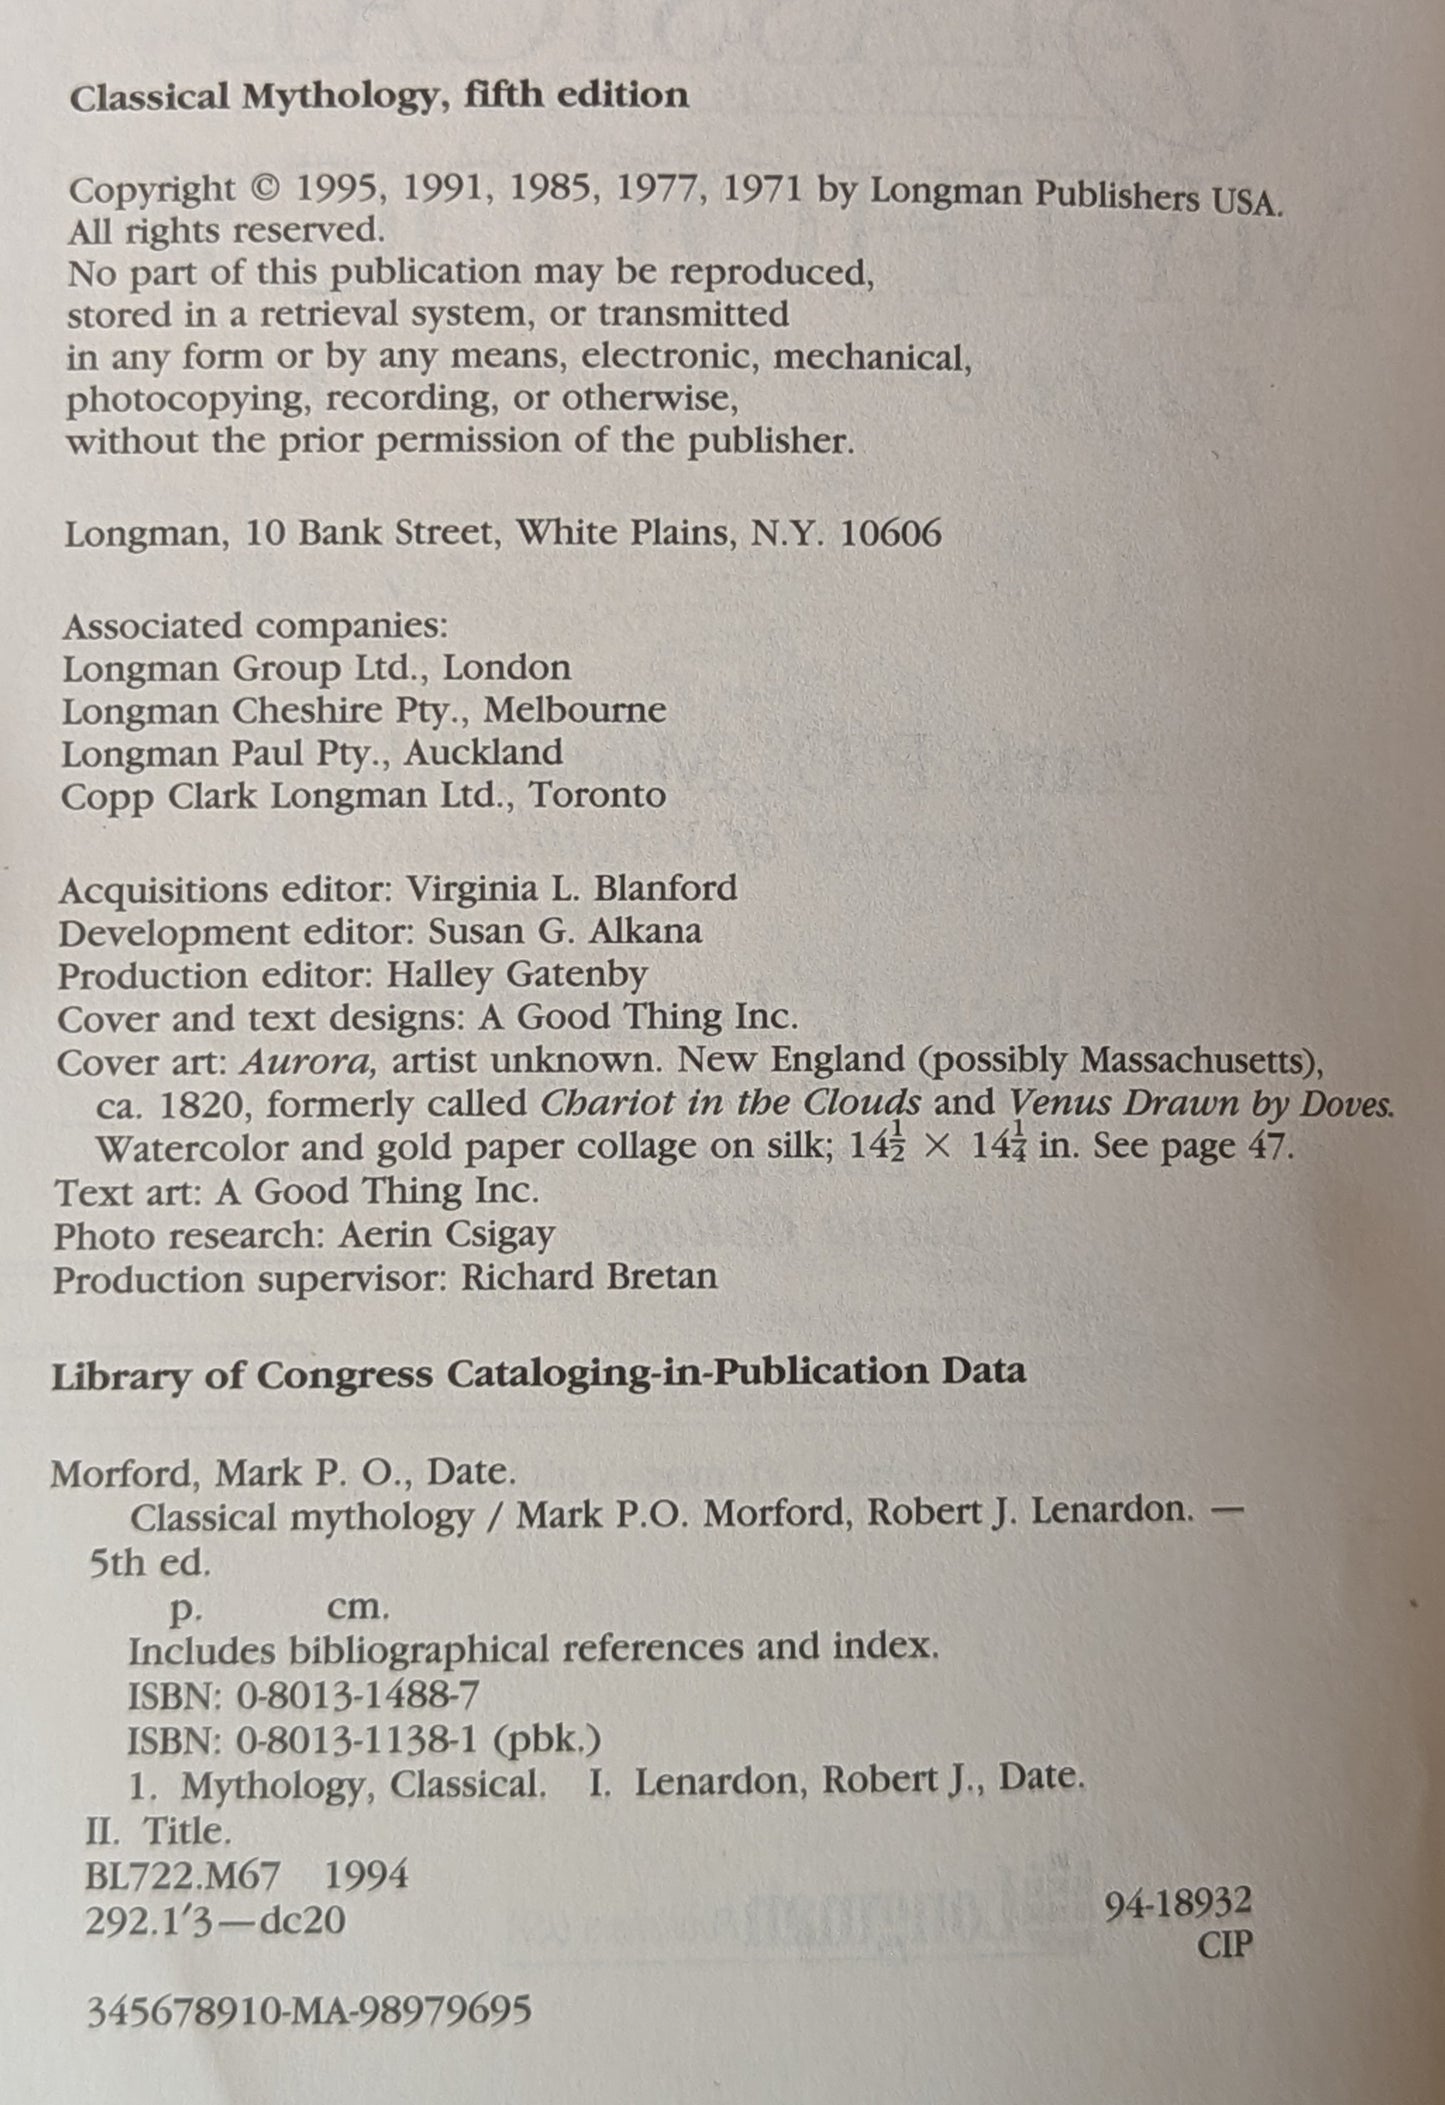 Classical Mythology, fifth edition
Copyright © 1995, 1991, 1985, 1977, 1971 by Longman Publishers USA.
All rights reserved.
No part of this publication may be reproduced,
stored in a retrieval system, or transmitted
in any form or by any means, electronic, mechanical,
photocopying, recording, or otherwise,
without the prior permission of the publisher.
Longman, 10 Bank Street, White Plains, N.Y. 10606
Associated companies:
Longman Group Ltd., London
Longman Cheshire Pty., Melbourne
Longman Paul Pty., Auckland
Copp Clark Longman Ltd., Toronto
Acquisitions editor: Virginia L. Blanford
Development editor: Susan G. Alkana
Production editor: Halley Gatenby
Cover and text designs: A Good Thing Inc.
Cover art: Aurora, artist unknown. New England (possibly Massachusetts),
ca. 1820, formerly called Chariot in the Clouds and Venus Drawn by Doves.
Watercolor and gold paper collage on silk; 14½ × 14¼ in. See page 47.
Text art: A Good Thing Inc.
Photo research: Aerin Csigay
Production supervisor: Richard Bretan
Library of Congress Cataloging-in-Publication Data
Morford, Mark P. O., Date.
Classical mythology / Mark P.O. Morford, Robert J. Lenardon. —
5th ed.
p. cm.
Includes bibliographical references and index.
ISBN: 0-8013-1488-7
ISBN: 0-8013-1138-1 (pbk.)
1. Mythology, Classical. I. Lenardon, Robert J., Date.
II. Title.
BL722.M67 1994
292.1′3—dc20
94-18932
CIP
345678910-MA-98979695